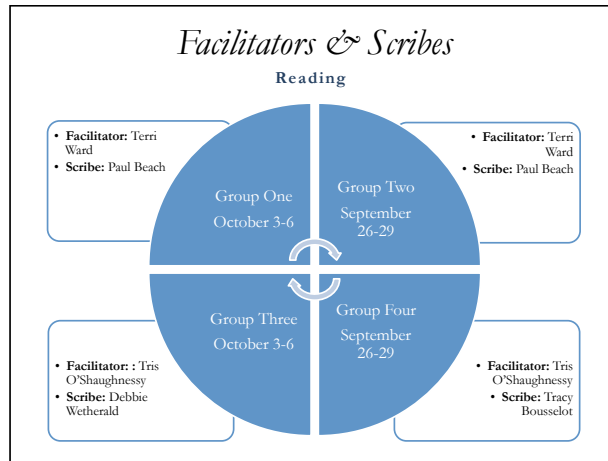 Facilitators & Scribes
Reading
• Facilitator: Terri
Ward
• Scribe: Paul Beach
Group One
October 3-6
Group Two
September
26-29
• Facilitator: Terri
Ward
• Scribe: Paul Beach
• Facilitator: : Tris
O'Shaughnessy
• Scribe: Debbie
Wetherald
Group Three
October 3-6
Group Four
September
26-29
• Facilitator: Tris
O'Shaughnessy
• Scribe: Tracy
Bousselot